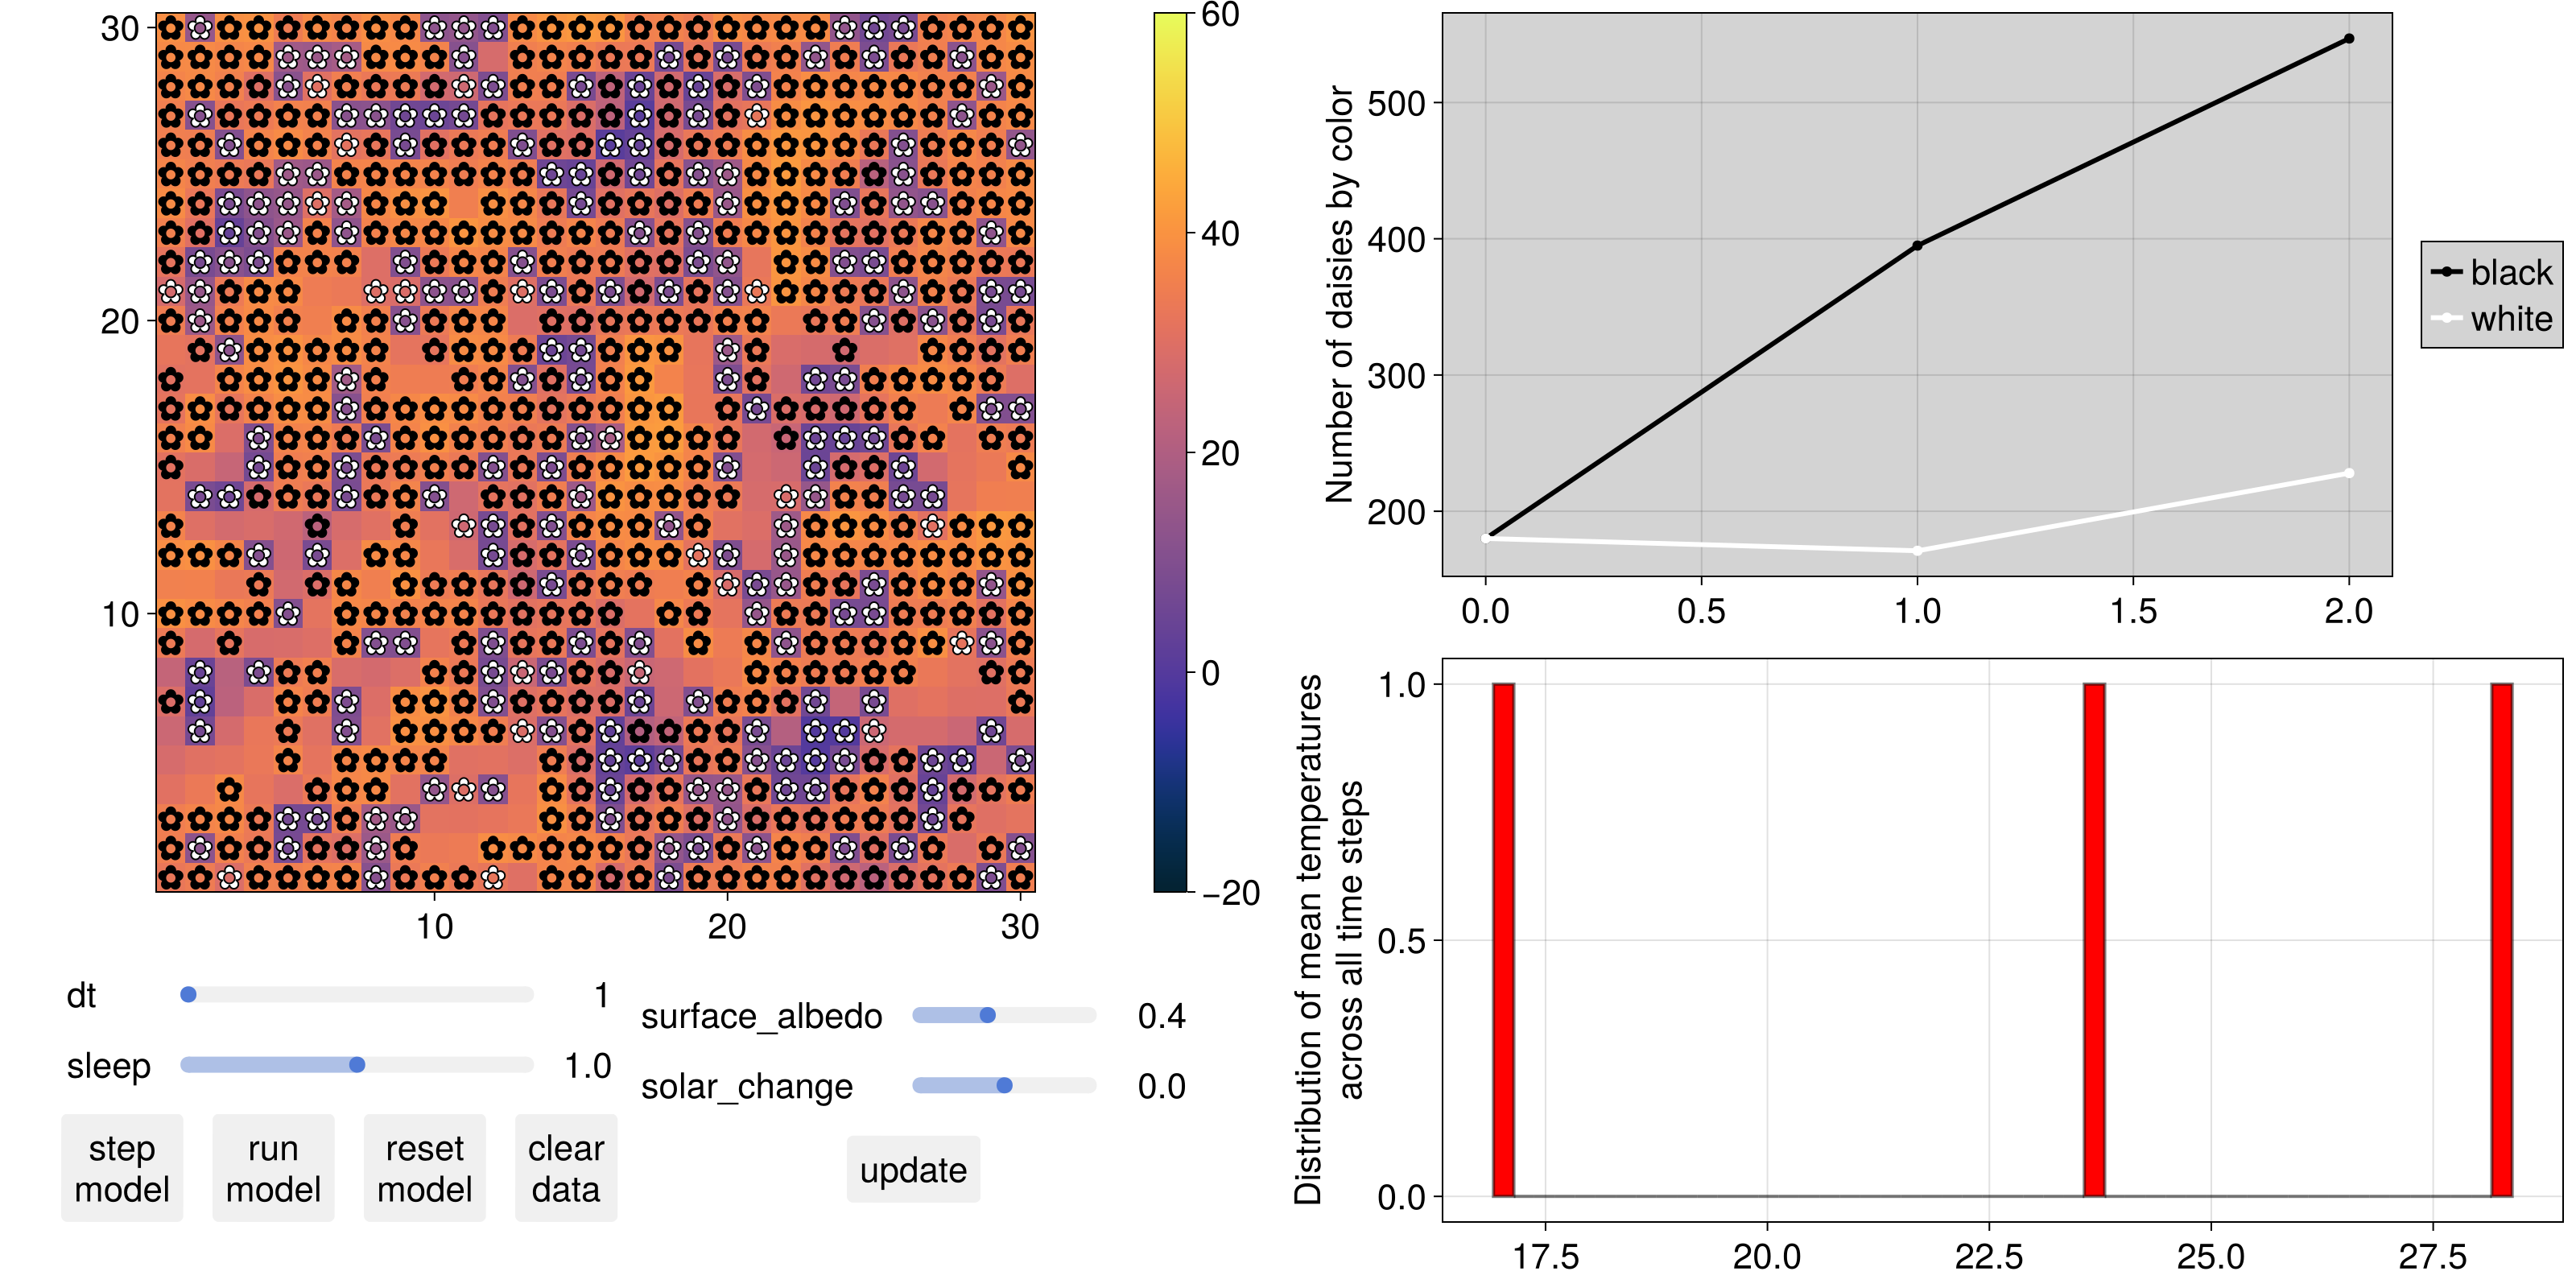 30
20
10
10
20
30
60
40
20
0
−20
Number of daisies by color
500
400
300
200
0.0
0.5
1.0
1.5
2.0
black
white
Distribution of mean temperatures
across all time steps
1.0
0.5
0.0
17.5
20.0
22.5
25.0
27.5
dt
1
sleep
1.0
surface_albedo
0.4
solar_change
0.0
step
model
run
model
reset
model
clear
data
update